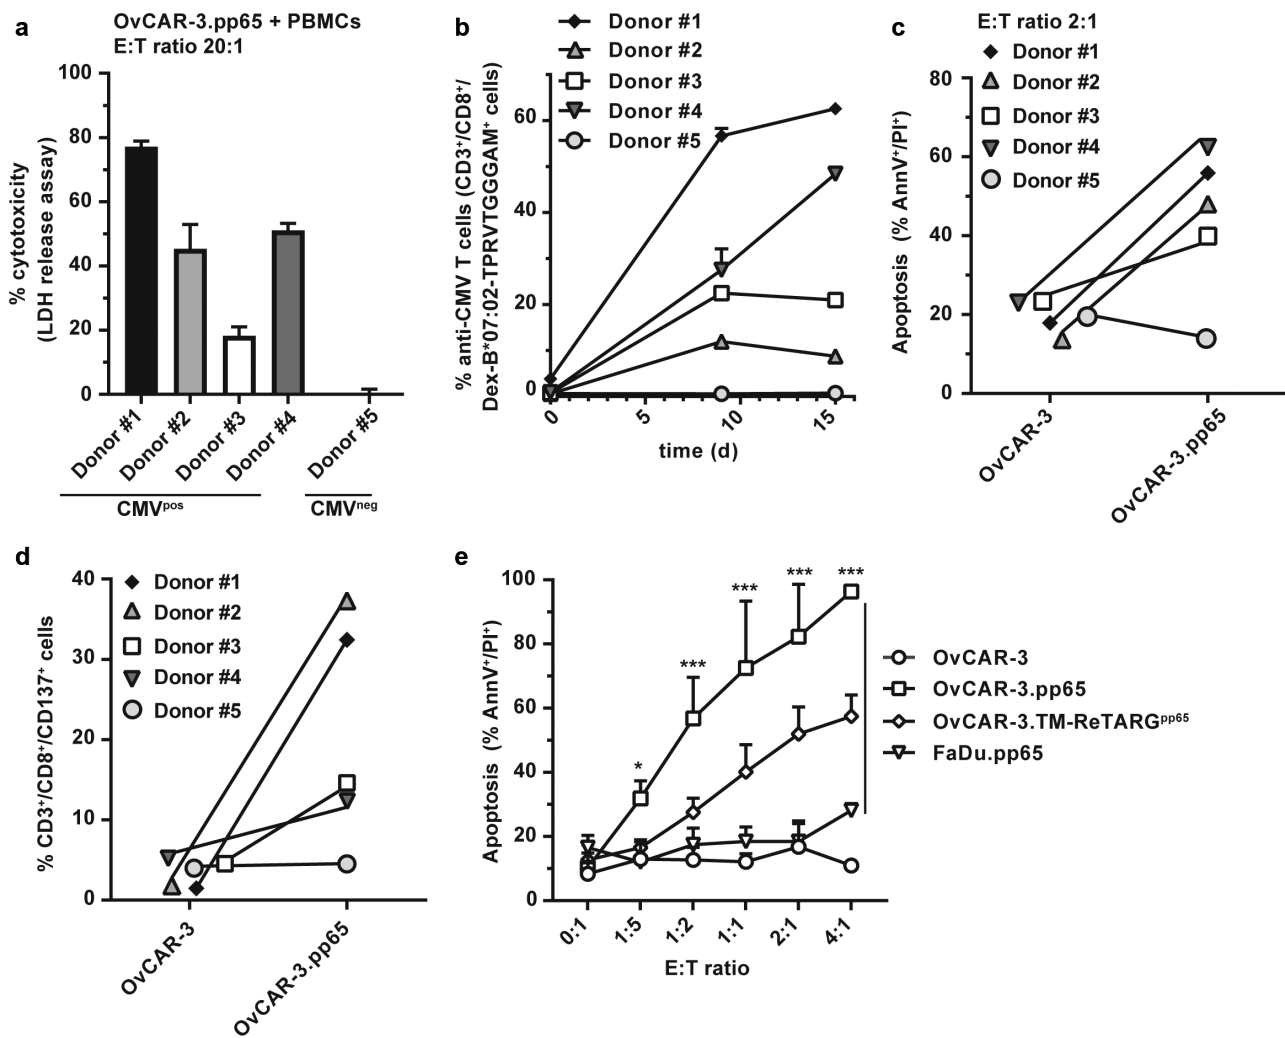 a
OvCAR-3.pp65 + PBMCs
E:T ratio 20:1
% cytotoxicity
(LDH release assay)
100
80
60
40
20
0
Donor #1
Donor #2
Donor #3
Donor #4
Donor #5
CMVpos
CMVneg
b
Donor #1
Donor #2
Donor #3
Donor #4
Donor #5
% anti-CMV T cells (CD3+/CD8+/
Dex-B*07:02-TPRVTGGGAM+ cells)
60
40
20
0
0
5
10
15
time (d)
c
E:T ratio 2:1
Donor #1
Donor #2
Donor #3
Donor #4
Donor #5
Apoptosis (% AnnV+/PI+)
80
60
40
20
0
OvCAR-3
OvCAR-3.pp65
d
Donor #1
Donor #2
Donor #3
Donor #4
Donor #5
% CD3+/CD8+/CD137+ cells
40
30
20
10
0
OvCAR-3
OvCAR-3.pp65
e
Apoptosis (% AnnV+/PI+)
100
80
60
40
20
0
*
***
***
***
***
0:1
1:5
1:2
1:1
2:1
4:1
E:T ratio
OvCAR-3
OvCAR-3.pp65
OvCAR-3.TM-ReTARGpp65
FaDu.pp65